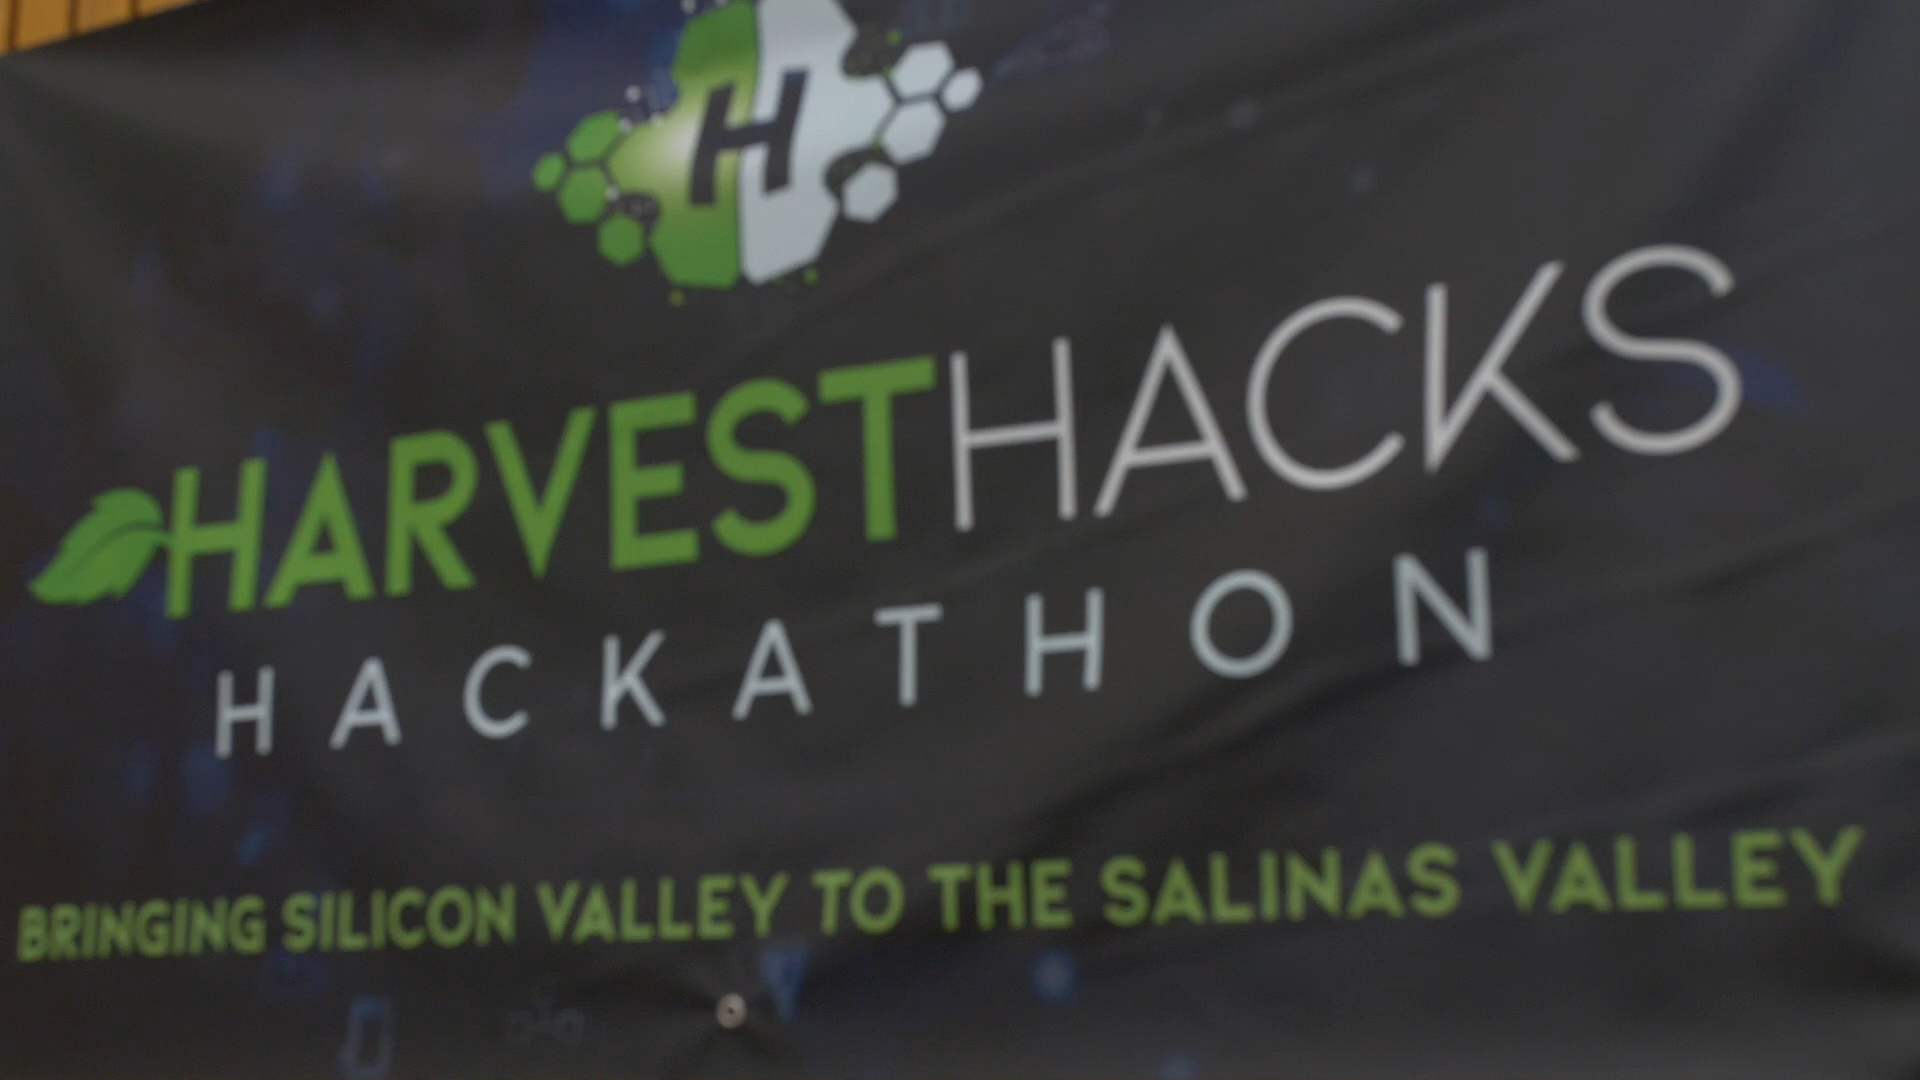 H
HARVESTHACKS
HACKATHON
BRINGING SILICON VALLEY TO THE SALINAS VALLEY